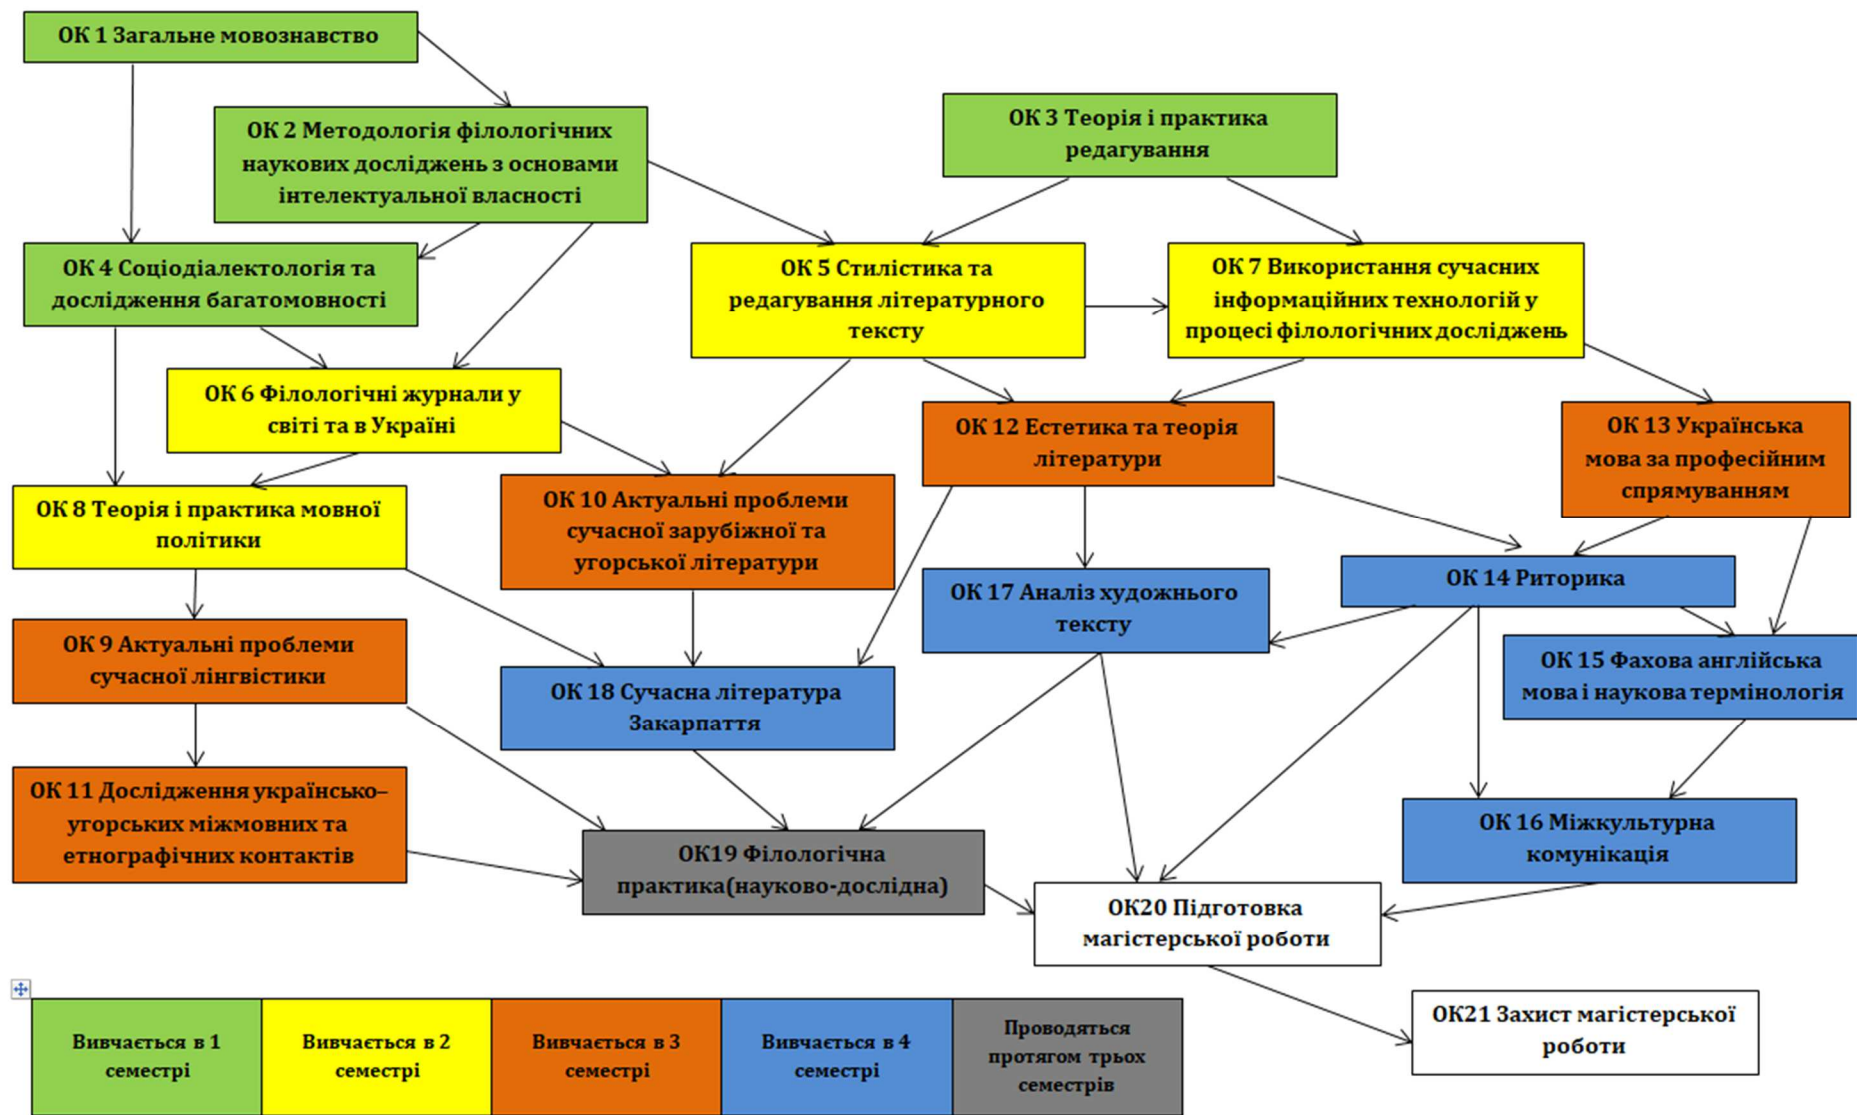 ОК 1 Загальне мовознавство
ОК 2 Методологія філологічних
наукових досліджень з основами
інтелектуальної власності
ОК 3 Теорія і практика
редагування
ОК 4 Соціодіалектологія та
дослідження багатомовності
ОК 5 Стилістика та
редагування літературного
тексту
ОК 7 Використання сучасних
інформаційних технологій у
процесі філологічних досліджень
ОК 6 Філологічні журнали у
світі та в Україні
ОК 12 Естетика та теорія
літератури
ОК 13 Українська
мова за професійним
спрямуванням
ОК 8 Теорія і практика мовної
політики
ОК 10 Актуальні проблеми
сучасної зарубіжної та
угорської літератури
ОК 17 Аналіз художнього
тексту
ОК 14 Риторика
ОК 9 Актуальні проблеми
сучасної лінгвістики
ОК 18 Сучасна література
Закарпаття
ОК 15 Фахова англійська
мова і наукова термінологія
ОК 11 Дослідження українсько–
угорських міжмовних та
етнографічних контактів
ОК19 Філологічна
практика(науково-дослідна)
ОК 16 Міжкультурна
комунікація
ОК20 Підготовка
магістерської роботи
ОК21 Захист магістерської
роботи
Вивчається в 1
семестрі
Вивчається в 2
семестрі
Вивчається в 3
семестрі
Вивчається в 4
семестрі
Проводяться
протягом трьох
семестрів